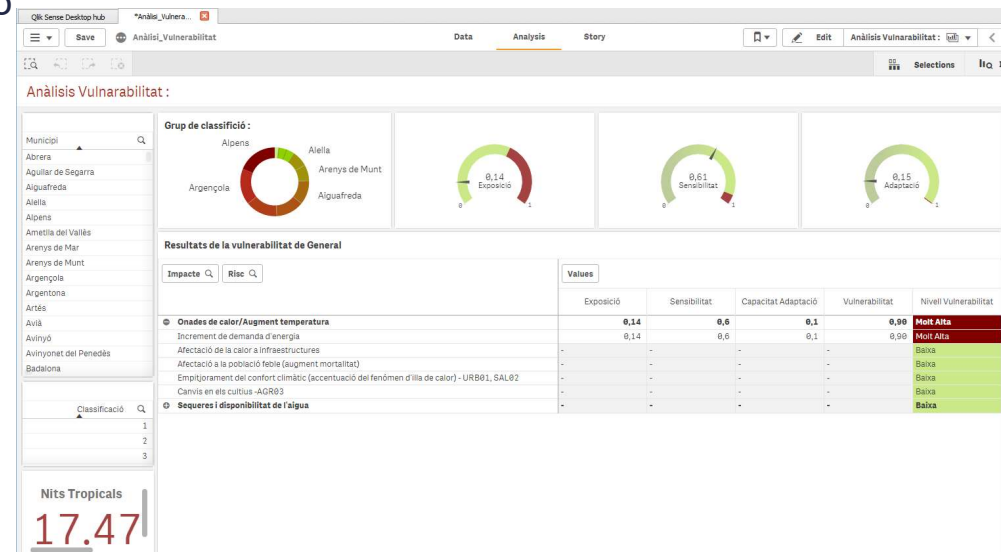 Qlik Sense Desktop hub
*Anàlisi_Vulnera...
Save
Anàlisi_Vulnerabilitat
Data
Analysis
Story
Edit
Anàlisis Vulnarabilitat :
Selections
Anàlisis Vulnarabilitat :
Municipi
Abrera
Aguilar de Segarra
Aiguafreda
Alella
Alpens
Ametlla del Vallès
Arenys de Mar
Arenys de Munt
Argençola
Argentona
Artés
Avià
Avinyó
Avinyonet del Penedès
Badalona
Classificació
1
2
3
Nits Tropicals
17.47
Grup de classifició :
Alpens
Alella
Arenys de Munt
Aiguafreda
Argençola
0,14
Exposició
0 1
0,61
Sensibilitat
0 1
0,15
Adaptació
0 1
Resultats de la vulnerabilitat de General
Impacte Risc Values
Exposició Sensibilitat Capacitat Adaptació Vulnerabilitat Nivell Vulnerabilitat
Onades de calor/Augment temperatura 0,14 0,6 0,1 0,90 Molt Alta
Increment de demanda d'energia 0,14 0,6 0,1 0,90 Molt Alta
Afectació de la calor a infraestructures - - - - Baixa
Afectació a la població feble (augment mortalitat) - - - - Baixa
Empitjorament del confort climàtic (accentuació del fenómen d'illa de calor) - URB01, SAL02 - - - - Baixa
Canvis en els cultius -AGR03 - - - - Baixa
Sequeres i disponibilitat de l'aigua - - - - Baixa